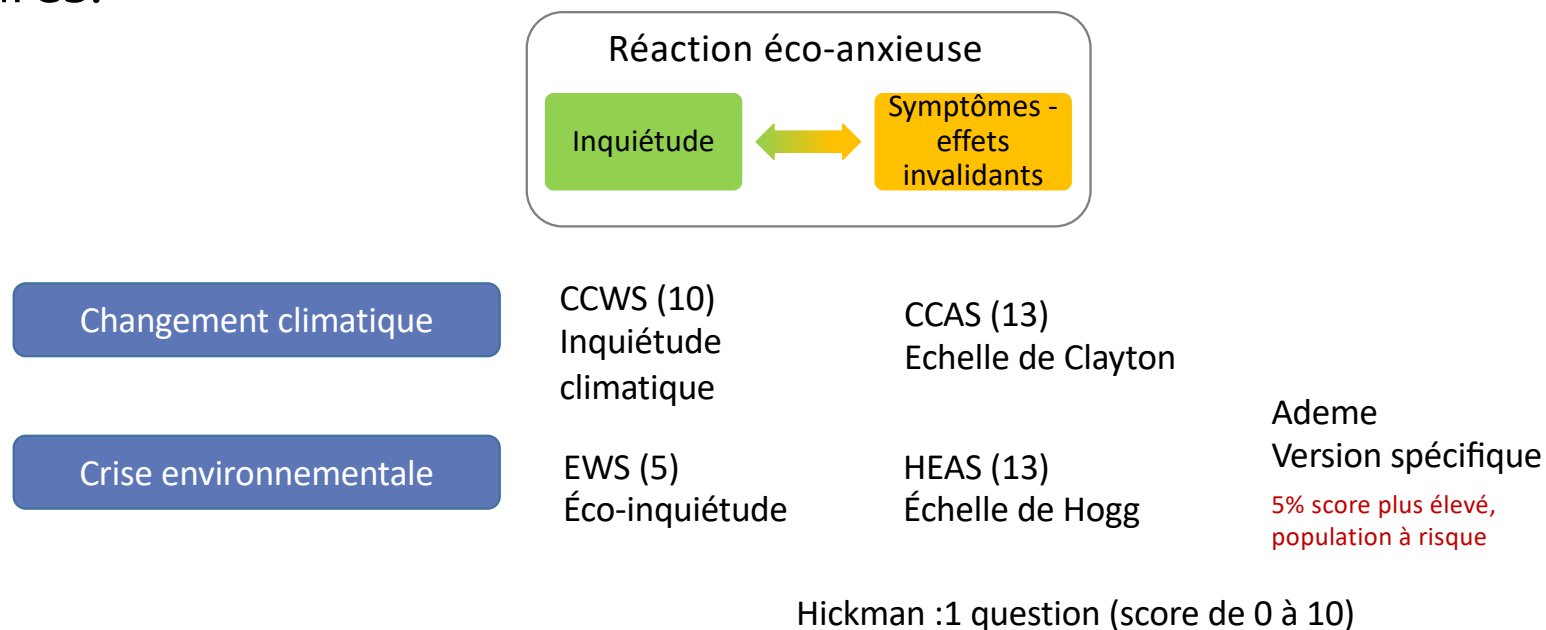 Réaction éco-anxieuse
Inquiétude
Symptômes -
effets
invalidants
Changement climatique
CCWS (10)
Inquiétude
climatique
CCAS (13)
Echelle de Clayton
Crise environnementale
EWS (5)
Éco-inquiétude
HEAS (13)
Échelle de Hogg
Ademe
Version spécifique
5% score plus élevé,
population à risque
Hickman :1 question (score de 0 à 10)